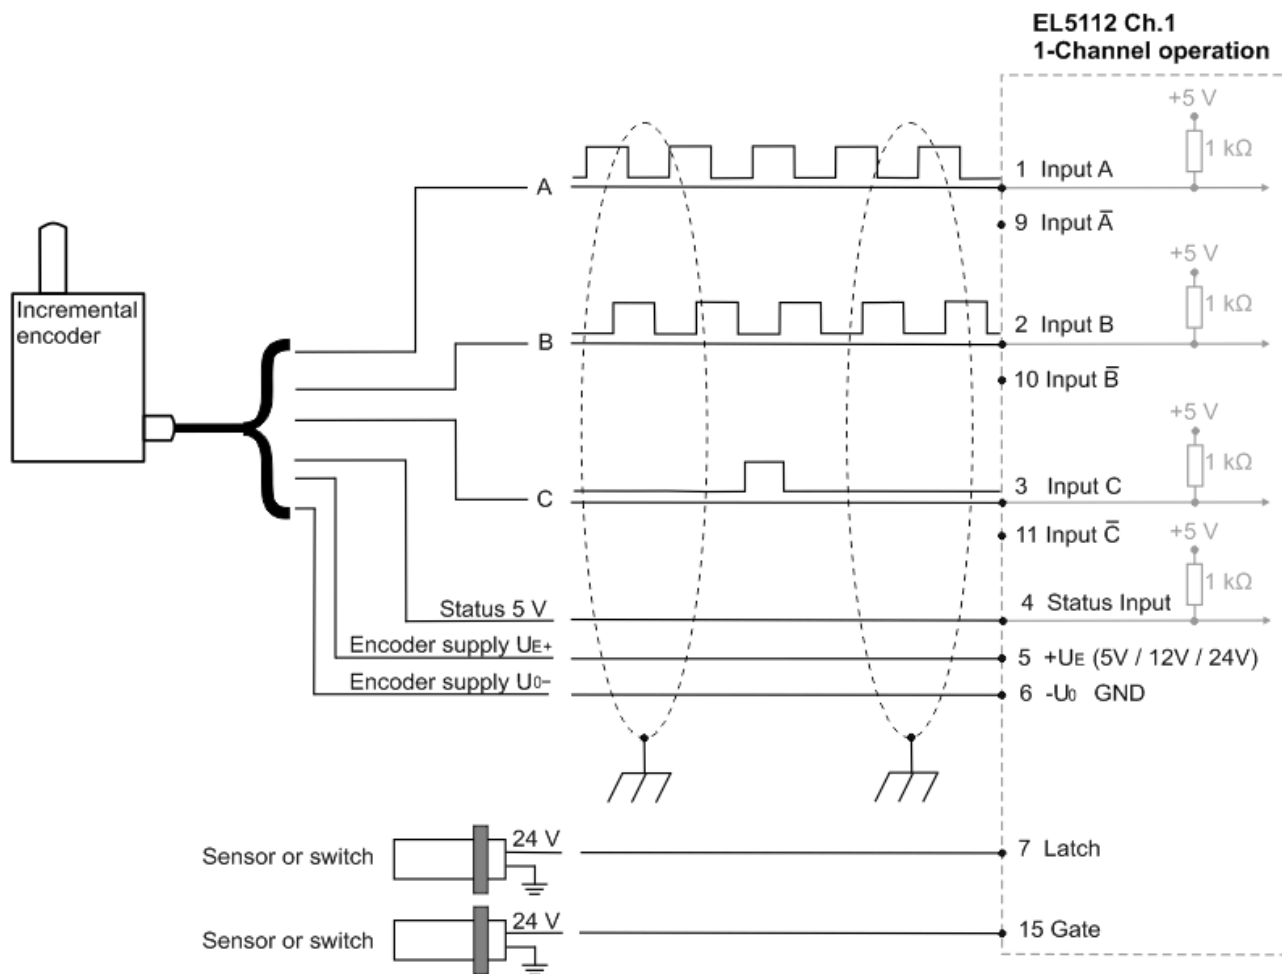 EL5112 Ch.1
1-Channel operation
+5 V
1 kΩ
1 Input A
A
9 Input A̅
+5 V
1 kΩ
Incremental
encoder
2 Input B
B
10 Input B̅
+5 V
1 kΩ
3 Input C
C
11 Input C̅
+5 V
1 kΩ
Status 5 V
4 Status Input
Encoder supply UE+
5 +UE (5V / 12V / 24V)
Encoder supply U0–
6 -U0 GND
24 V
Sensor or switch
7 Latch
24 V
Sensor or switch
15 Gate